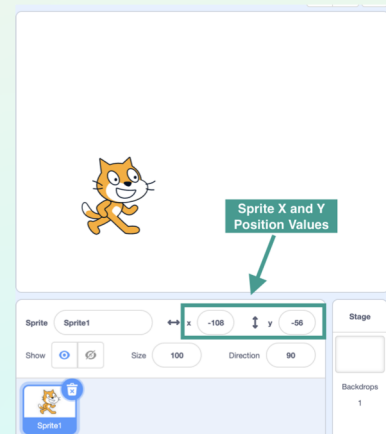 Sprite X and Y
Position Values
Sprite Sprite1 x -108 y -56
Show Size 100 Direction 90
Sprite1
Stage
Backdrops
1